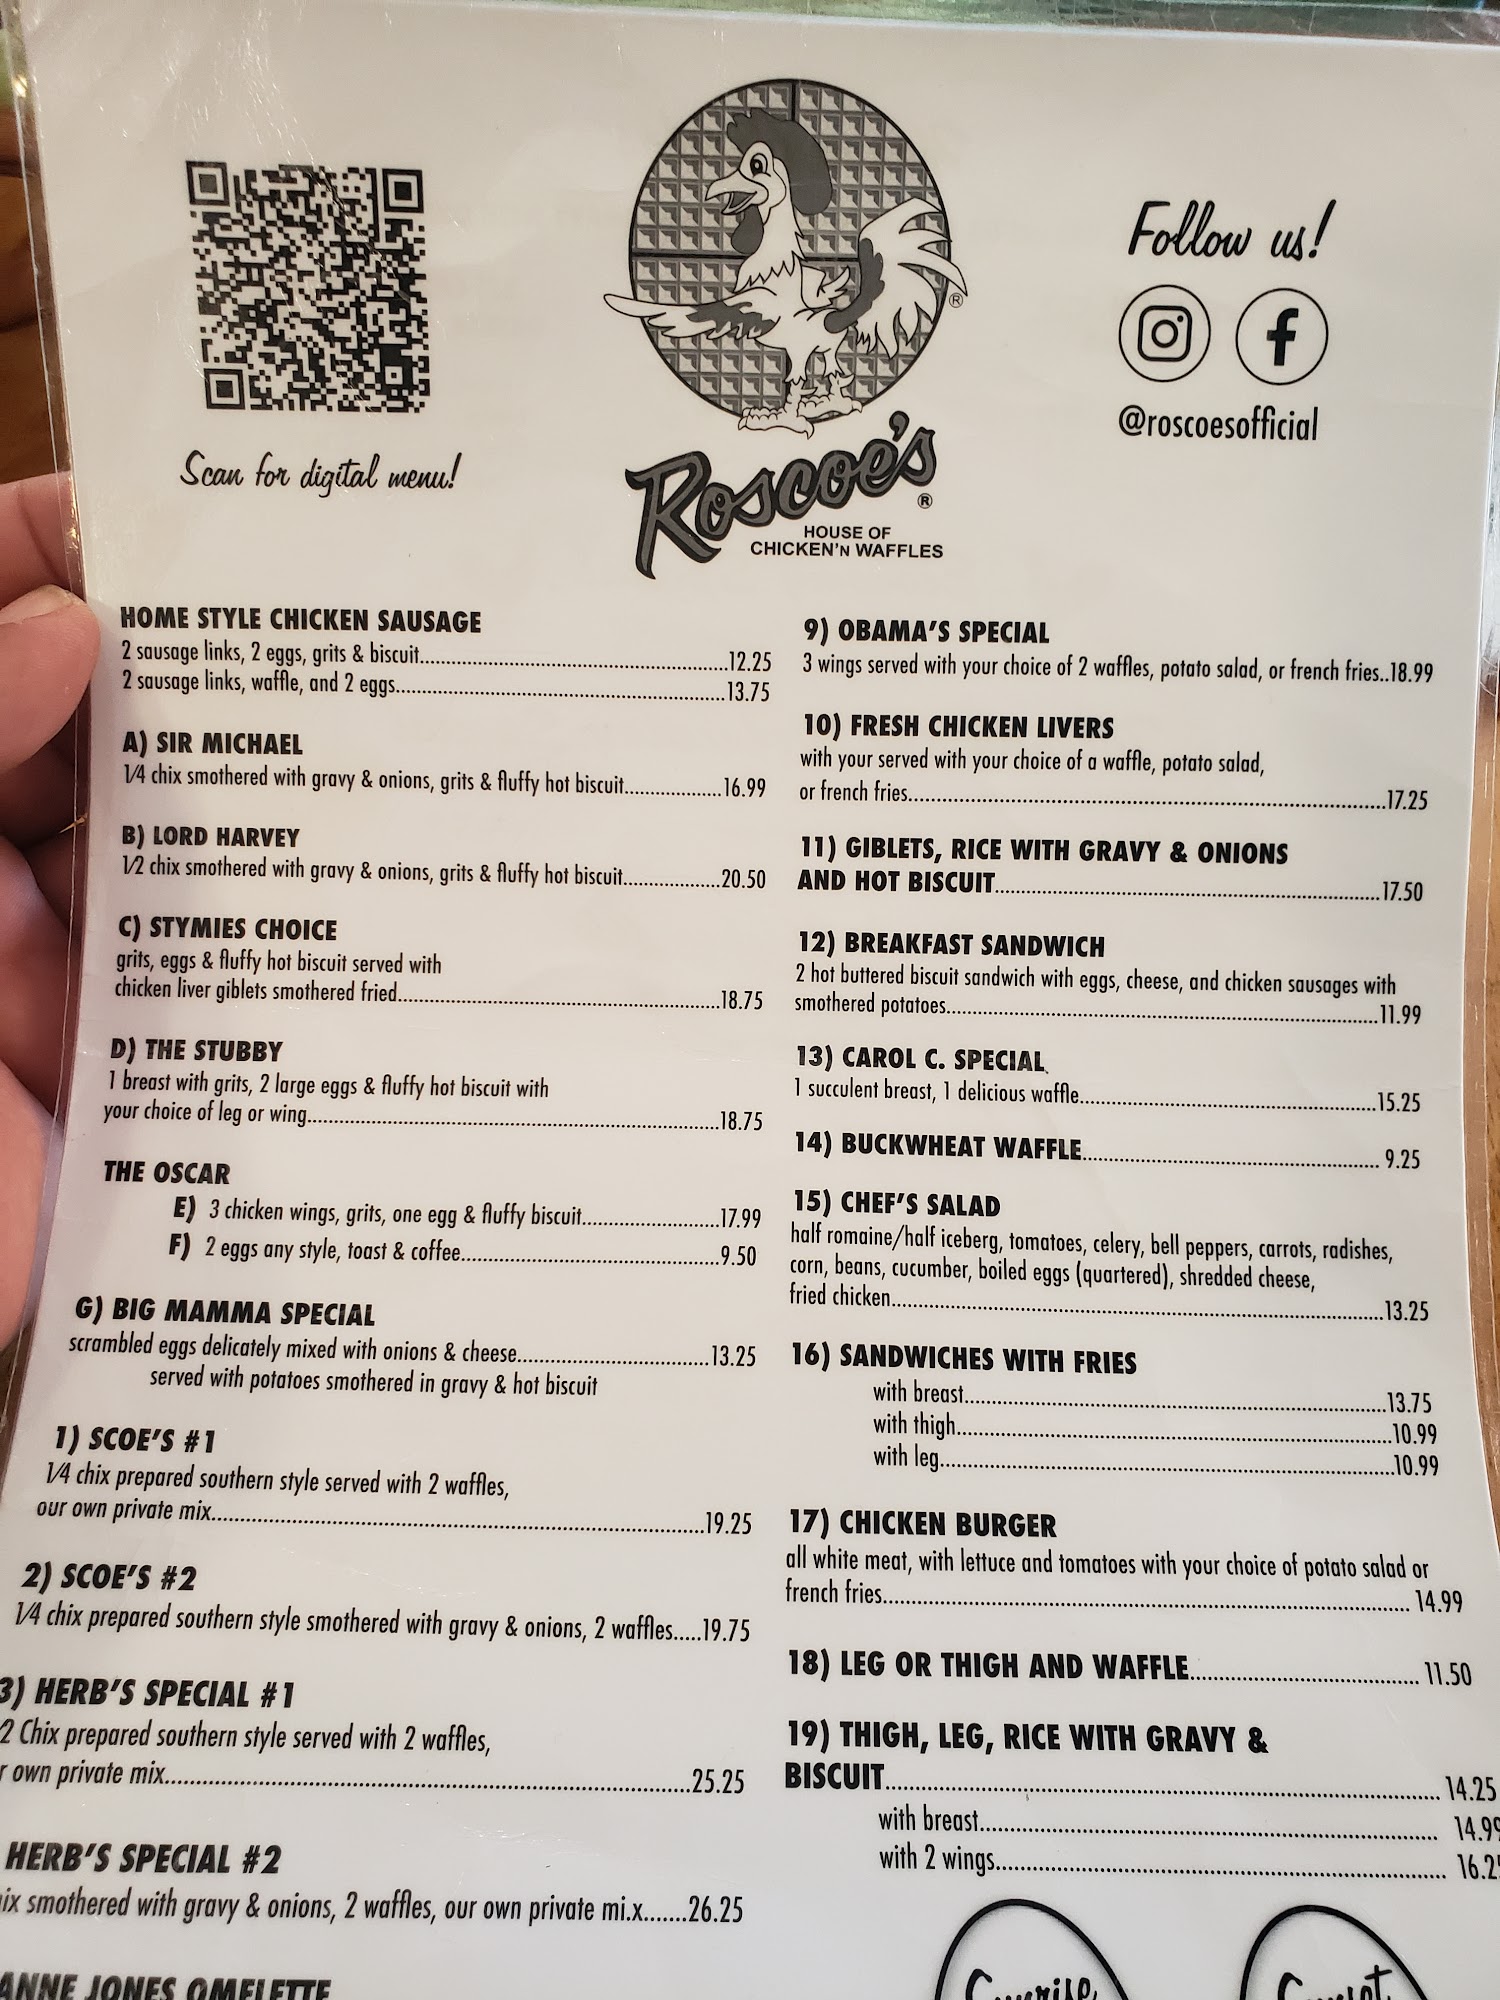 Scan for digital menu!
Roscoe's®
HOUSE OF
CHICKEN'N WAFFLES
®
Follow us!
@roscoesofficial
HOME STYLE CHICKEN SAUSAGE
2 sausage links, 2 eggs, grits & biscuit..........12.25
2 sausage links, waffle, and 2 eggs..........13.75
A) SIR MICHAEL
1/4 chix smothered with gravy & onions, grits & fluffy hot biscuit..........16.99
B) LORD HARVEY
1/2 chix smothered with gravy & onions, grits & fluffy hot biscuit..........20.50
C) STYMIES CHOICE
grits, eggs & fluffy hot biscuit served with
chicken liver giblets smothered fried..........18.75
D) THE STUBBY
1 breast with grits, 2 large eggs & fluffy hot biscuit with
your choice of leg or wing..........18.75
THE OSCAR
E) 3 chicken wings, grits, one egg & fluffy biscuit..........17.99
F) 2 eggs any style, toast & coffee..........9.50
G) BIG MAMMA SPECIAL
scrambled eggs delicately mixed with onions & cheese..........13.25
served with potatoes smothered in gravy & hot biscuit
1) SCOE'S #1
1/4 chix prepared southern style served with 2 waffles,
our own private mix..........19.25
2) SCOE'S #2
1/4 chix prepared southern style smothered with gravy & onions, 2 waffles.....19.75
3) HERB'S SPECIAL #1
2 Chix prepared southern style served with 2 waffles,
r own private mix..........25.25
HERB'S SPECIAL #2
ix smothered with gravy & onions, 2 waffles, our own private mi.x.......26.25
ANNE JONES OMELETTE
9) OBAMA'S SPECIAL
3 wings served with your choice of 2 waffles, potato salad, or french fries..18.99
10) FRESH CHICKEN LIVERS
with your served with your choice of a waffle, potato salad,
or french fries..........17.25
11) GIBLETS, RICE WITH GRAVY & ONIONS
AND HOT BISCUIT..........17.50
12) BREAKFAST SANDWICH
2 hot buttered biscuit sandwich with eggs, cheese, and chicken sausages with
smothered potatoes..........11.99
13) CAROL C. SPECIAL
1 succulent breast, 1 delicious waffle..........15.25
14) BUCKWHEAT WAFFLE..........9.25
15) CHEF'S SALAD
half romaine/half iceberg, tomatoes, celery, bell peppers, carrots, radishes,
corn, beans, cucumber, boiled eggs (quartered), shredded cheese,
fried chicken..........13.25
16) SANDWICHES WITH FRIES
with breast..........13.75
with thigh..........10.99
with leg..........10.99
17) CHICKEN BURGER
all white meat, with lettuce and tomatoes with your choice of potato salad or
french fries..........14.99
18) LEG OR THIGH AND WAFFLE..........11.50
19) THIGH, LEG, RICE WITH GRAVY &
BISCUIT..........14.25
with breast..........14.99
with 2 wings..........16.25
Sunrise
Sunset